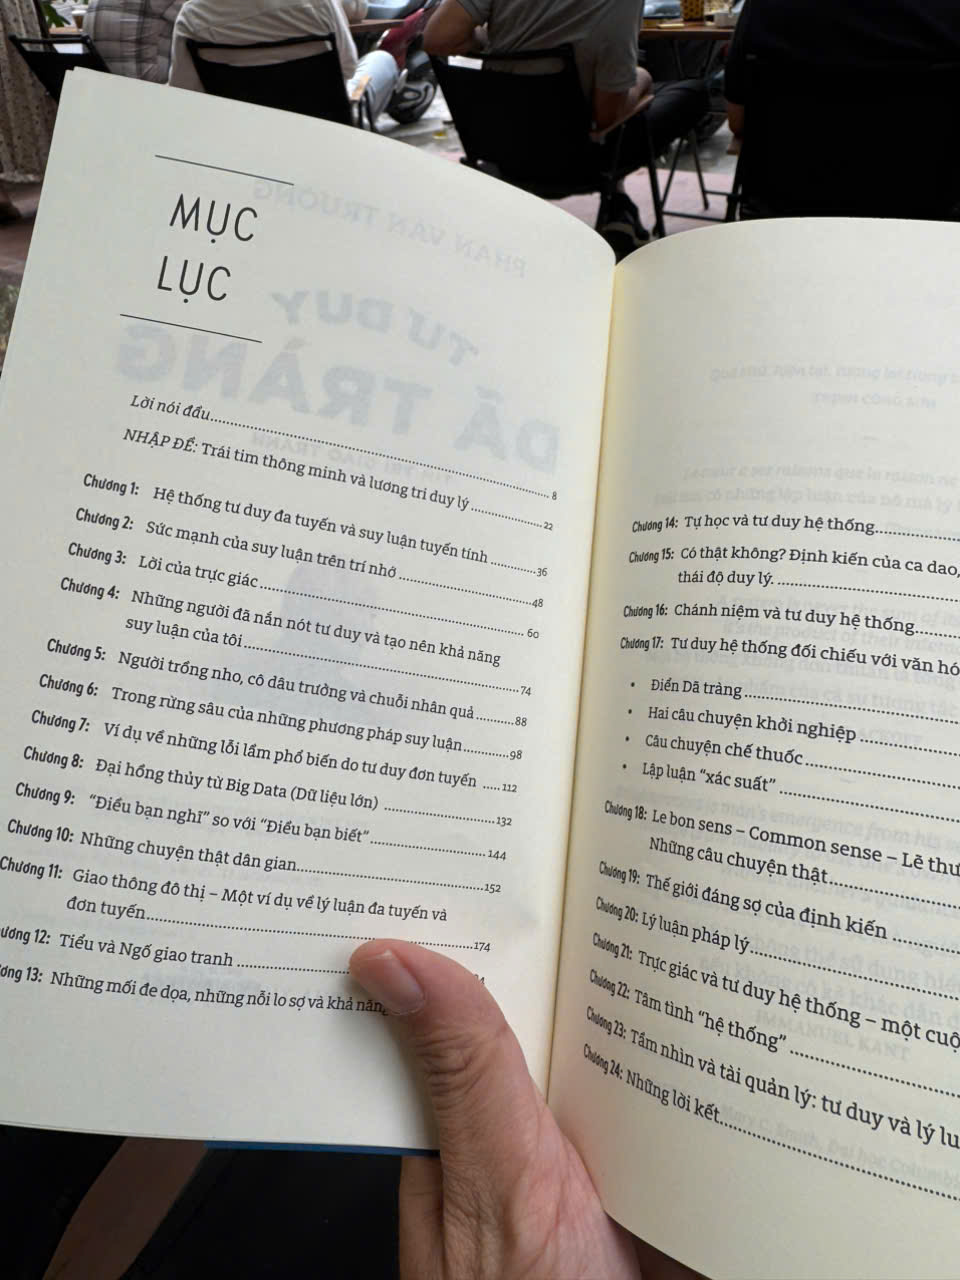 MỤC
LỤC
Lời nói đầu........8
NHẬP ĐỀ: Trái tim thông minh và lương tri duy lý........22
Chương 1: Hệ thống tư duy đa tuyến và suy luận tuyến tính........36
Chương 2: Sức mạnh của suy luận trên trí nhớ........48
Chương 3: Lời của trực giác........60
Chương 4: Những người đã nắn nót tư duy và tạo nên khả năng
suy luận của tôi........74
Chương 5: Người trồng nho, cô dâu trưởng và chuỗi nhân quả........88
Chương 6: Trong rừng sâu của những phương pháp suy luận........98
Chương 7: Ví dụ về những lỗi lầm phổ biến do tư duy đơn tuyến.....112
Chương 8: Đại hồng thủy từ Big Data (Dữ liệu lớn)........132
Chương 9: "Điều bạn nghĩ" so với "Điều bạn biết"........144
Chương 10: Những chuyện thật dân gian........152
Chương 11: Giao thông đô thị – Một ví dụ về lý luận đa tuyến và
đơn tuyến........174
ương 12: Tiểu và Ngố giao tranh........
ơng 13: Những mối đe dọa, những nỗi lo sợ và khả năng
Chương 14: Tự học và tư duy hệ thống........
Chương 15: Có thật không? Định kiến của ca dao,
thái độ duy lý........
Chương 16: Chánh niệm và tư duy hệ thống........
Chương 17: Tư duy hệ thống đối chiếu với văn hó
• Điển Dã tràng........
• Hai câu chuyện khởi nghiệp........
• Câu chuyện chế thuốc........
• Lập luận "xác suất"........
Chương 18: Le bon sens – Common sense – Lẽ thư
Những câu chuyện thật........
Chương 19: Thế giới đáng sợ của định kiến........
Chương 20: Lý luận pháp lý........
Chương 21: Trực giác và tư duy hệ thống – một cuộ
Chương 22: Tâm tình "hệ thống"........
Chương 23: Tầm nhìn và tài quản lý: tư duy và lý lu
Chương 24: Những lời kết........